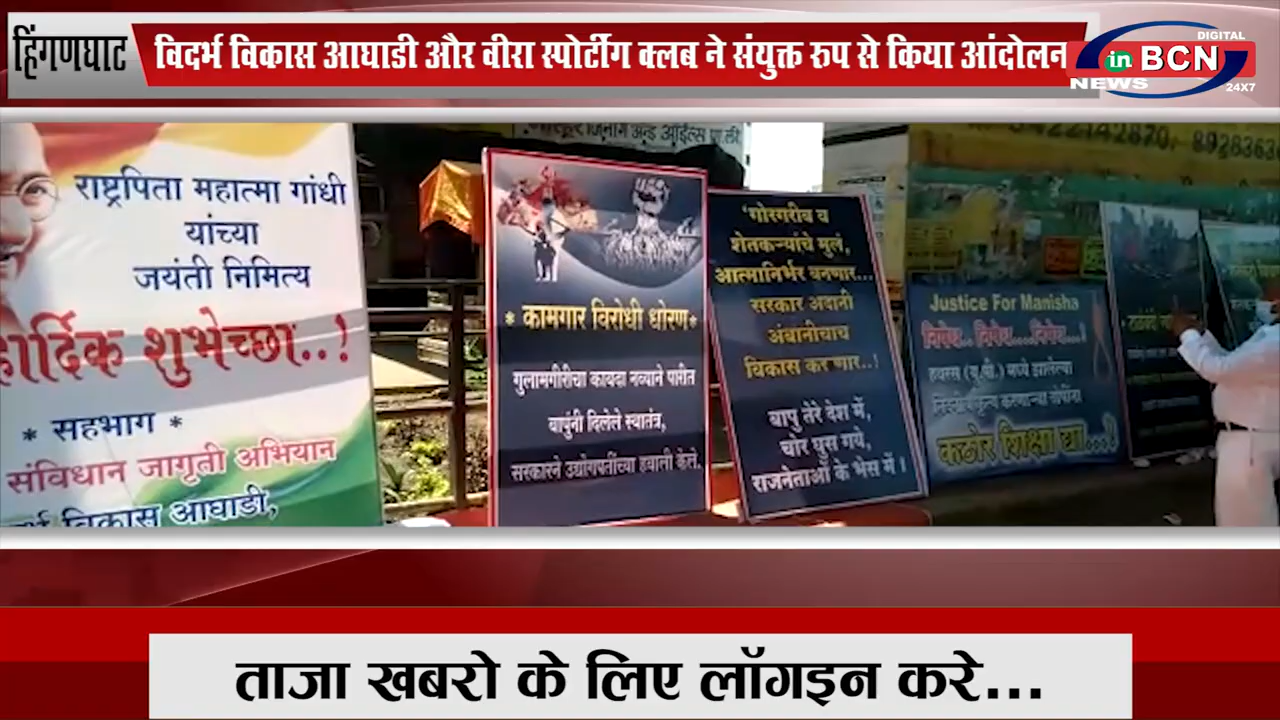 हिंगणघाट
विदर्भ विकास आघाडी और वीरा स्पोर्टींग क्लब ने संयुक्त रुप से किया आंदोलन
DIGITAL
in BCN
NEWS
24X7
राष्ट्रपिता महात्मा गांधी
यांच्या
जयंती निमित्य
हार्दिक शुभेच्छा..!
* सहभाग *
संविधान जागृती अभियान
विकास आघाडी,
* कामगार विरोधी धोरण *
गुलामगीरीचा कायदा नव्याने पारीत
बापुंनी दिलेले स्वातंत्र,
सरकारने उद्योगपतींच्या हवाली केले.
'गोरगरीब व
शेतकऱ्यांचे मुलं,
आत्मानिर्भर बनणार...
सरकार अदानी
अंबानीचाच
विकास करणार..!
बापु तेरे देश में,
चोर घुस गये,
राजनेताओं के भेस में।
Justice For Manisha
निषेध.. निषेध....निषेध...!
मध्ये झालेल्या
कठोर शिक्षा द्या...!
ताजा खबरो के लिए लॉगइन करे...